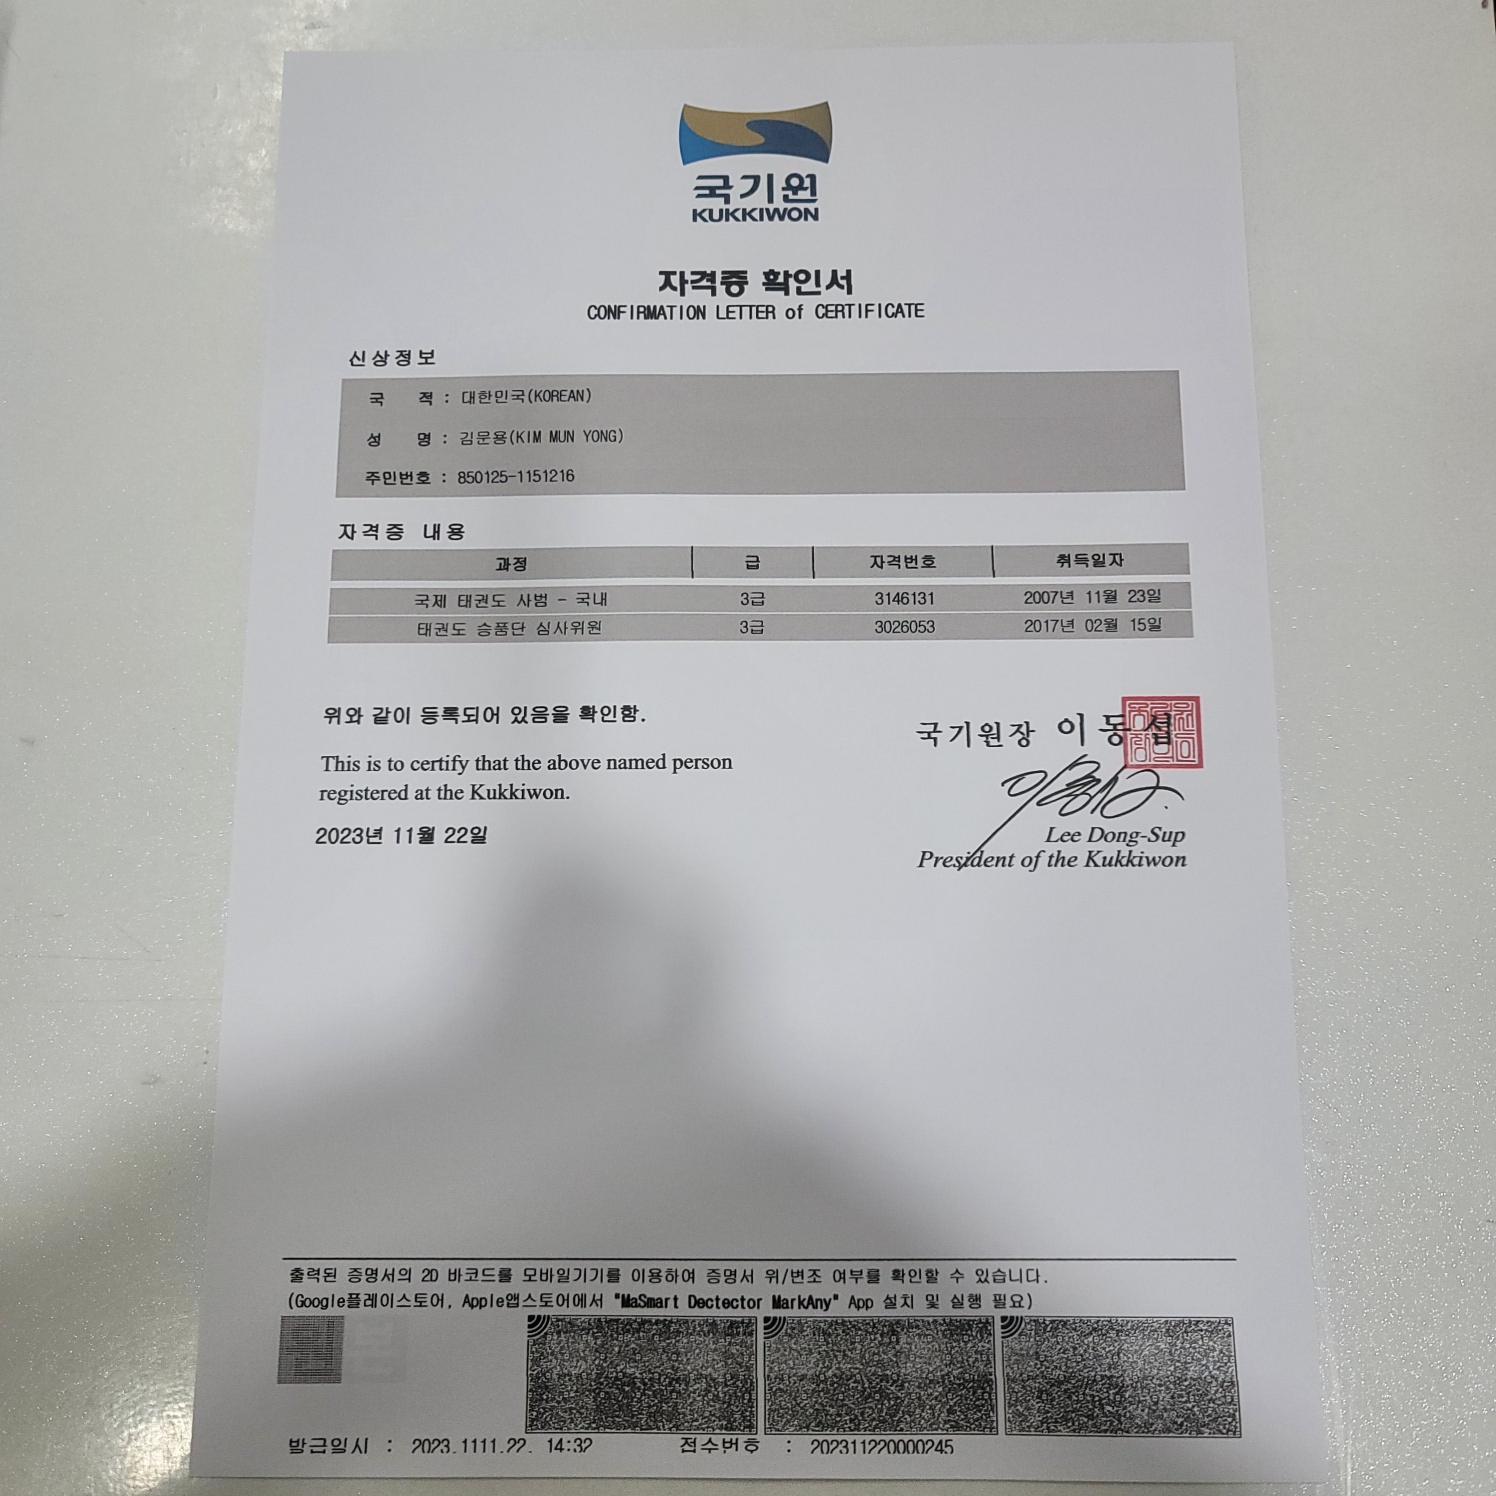 국기원
KUKKIWON
자격증 확인서
CONFIRMATION LETTER of CERTIFICATE
신상정보
국 적 : 대한민국(KOREAN)
성 명 : 김문용(KIM MUN YONG)
주민번호 : 850125-1151216
자격증 내용
과정 급 자격번호 취득일자
국제 태권도 사범 - 국내 3급 3146131 2007년 11월 23일
태권도 승품단 심사위원 3급 3026053 2017년 02월 15일
위와 같이 등록되어 있음을 확인함.
This is to certify that the above named person
registered at the Kukkiwon.
2023년 11월 22일
국기원장 이동섭
Lee Dong-Sup
President of the Kukkiwon
출력된 증명서의 2D 바코드를 모바일기기를 이용하여 증명서 위/변조 여부를 확인할 수 있습니다.
(Google플레이스토어, Apple앱스토어에서 "MaSmart Dectector MarkAny" App 설치 및 실행 필요)
발급일시 : 2023.1111.22. 14:32 접수번호 : 202311220000245